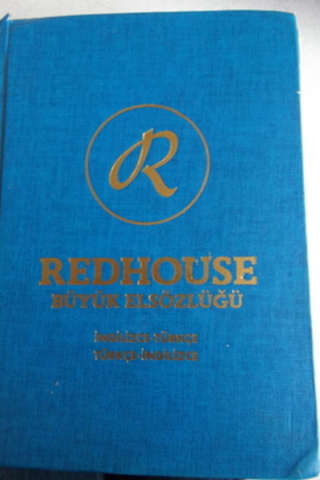 R
REDHOUSE
BÜYÜK ELSÖZLÜĞÜ
İNGİLİZCE-TÜRKÇE
TÜRKÇE-İNGİLİZCE